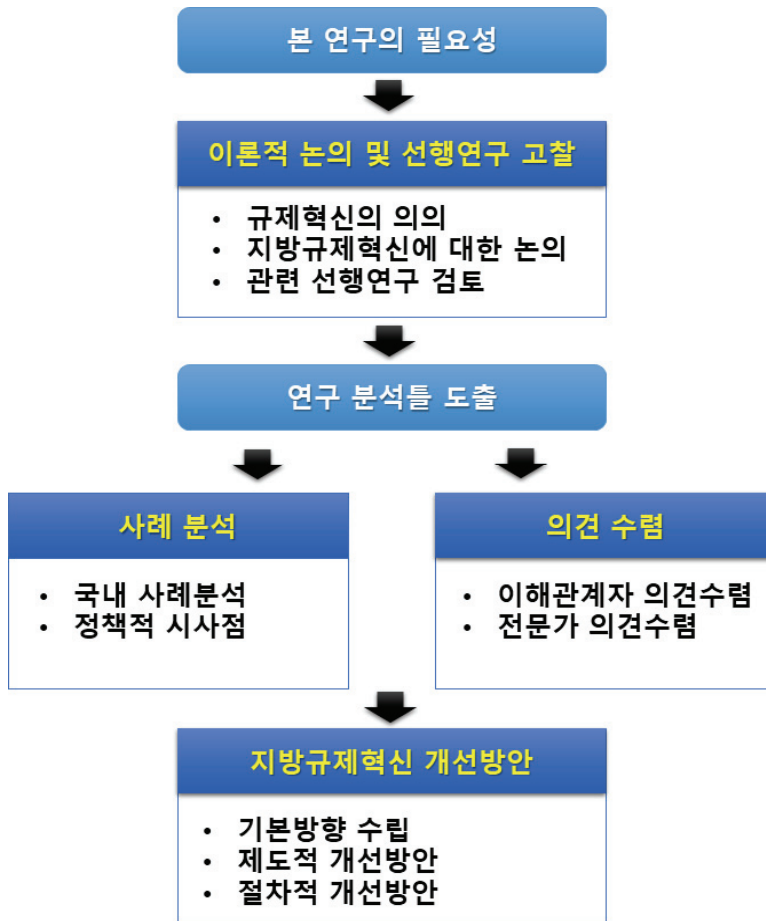 본 연구의 필요성
이론적 논의 및 선행연구 고찰
• 규제혁신의 의의
• 지방규제혁신에 대한 논의
• 관련 선행연구 검토
연구 분석틀 도출
사례 분석
• 국내 사례분석
• 정책적 시사점
의견 수렴
• 이해관계자 의견수렴
• 전문가 의견수렴
지방규제혁신 개선방안
• 기본방향 수립
• 제도적 개선방안
• 절차적 개선방안